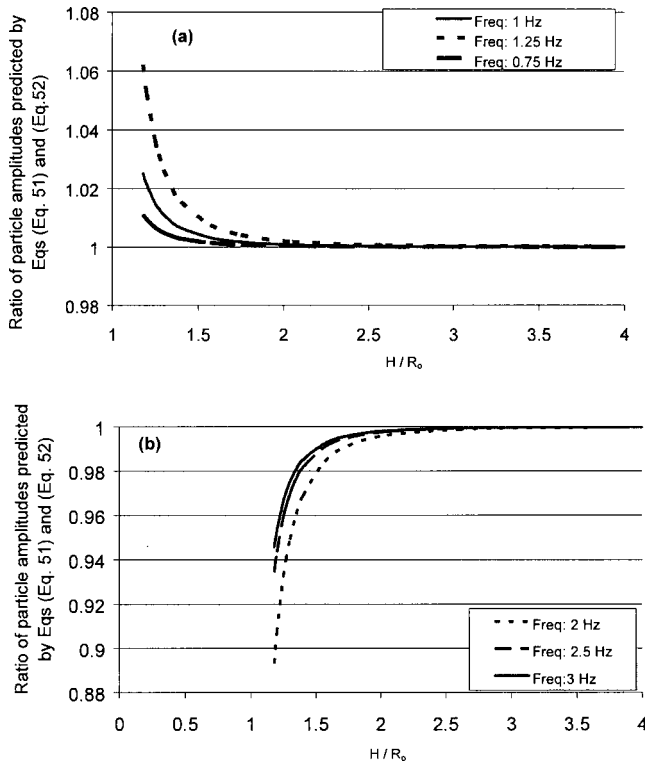 (a)
Freq: 1 Hz
Freq: 1.25 Hz
Freq: 0.75 Hz
Ratio of particle amplitudes predicted by
Eqs (Eq. 51) and (Eq.52)
1.08
1.06
1.04
1.02
1
0.98
1 1.5 2 2.5 3 3.5 4
H / Ro
(b)
Ratio of particle amplitudes predicted
by Eqs (Eq. 51) and (Eq. 52)
1
0.98
0.96
0.94
0.92
0.9
0.88
Freq: 2 Hz
Freq: 2.5 Hz
Freq:3 Hz
0 0.5 1 1.5 2 2.5 3 3.5 4
H / Ro